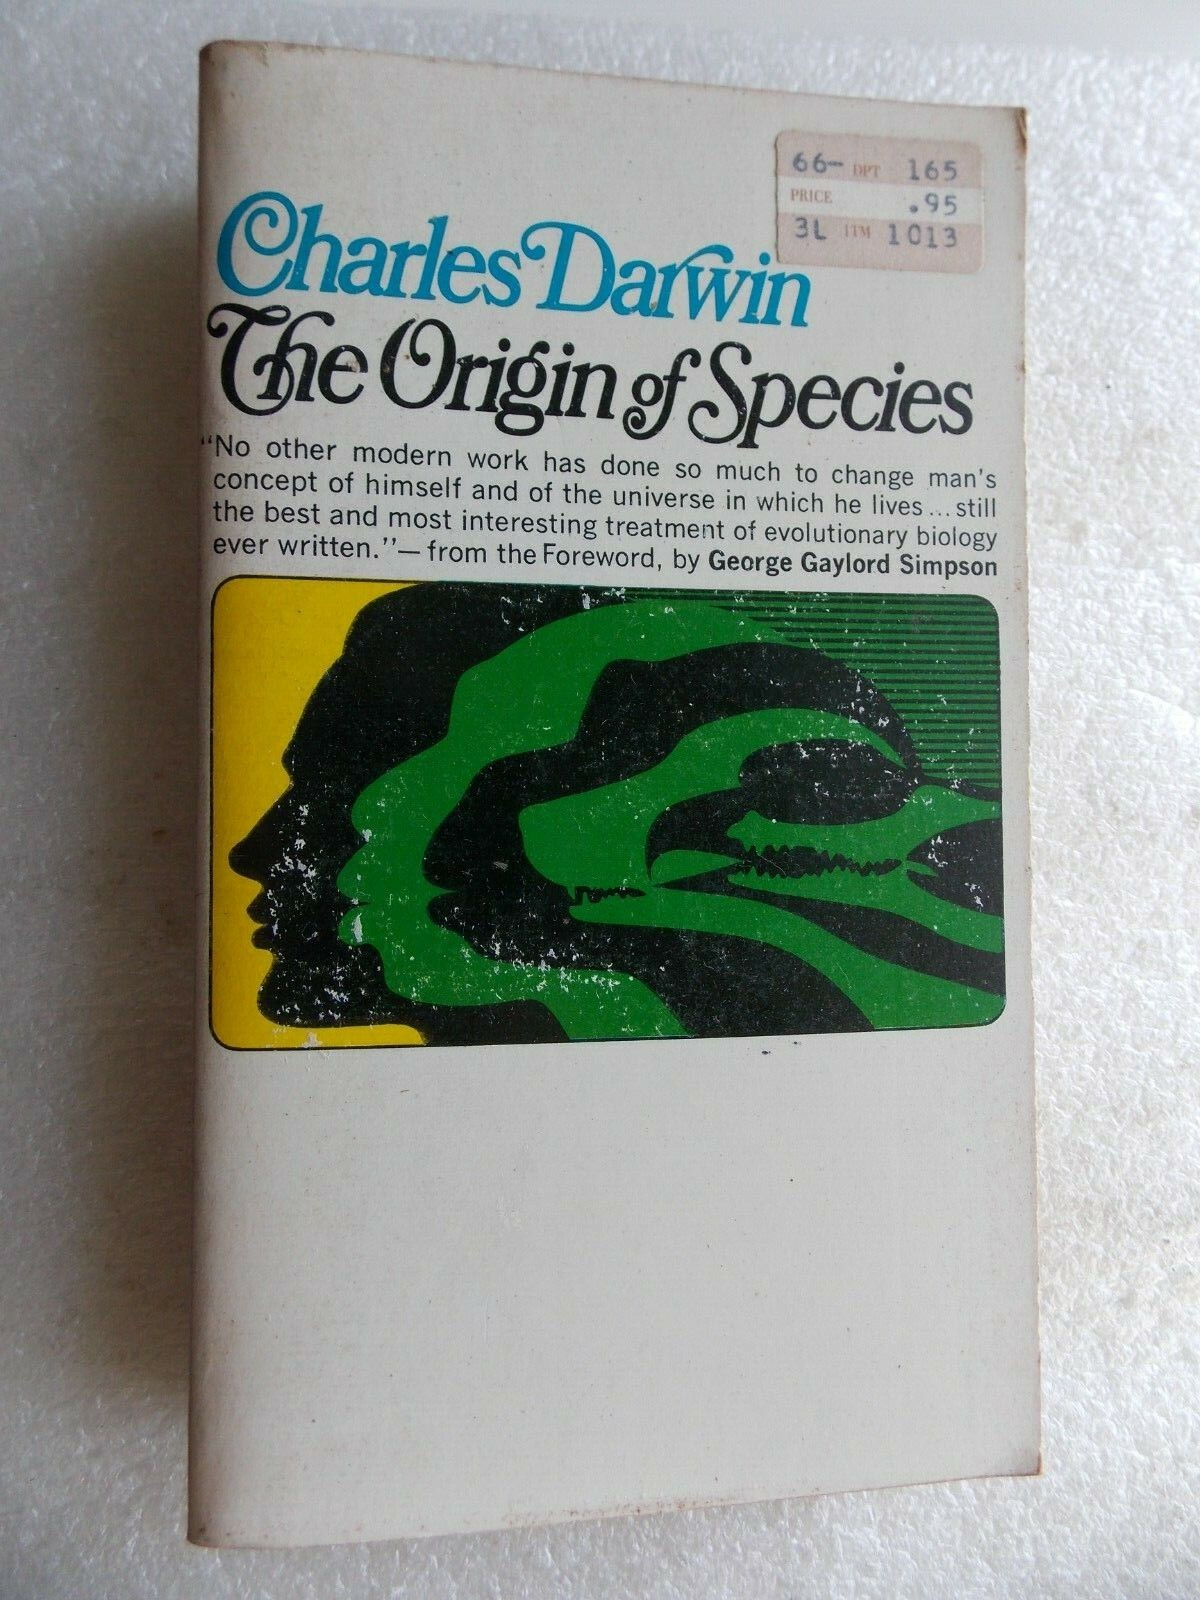 66- DPT 165
PRICE .95
3L ITM 1013
Charles Darwin
The Origin of Species
"No other modern work has done so much to change man's
concept of himself and of the universe in which he lives...still
the best and most interesting treatment of evolutionary biology
ever written."—from the Foreword, by George Gaylord Simpson